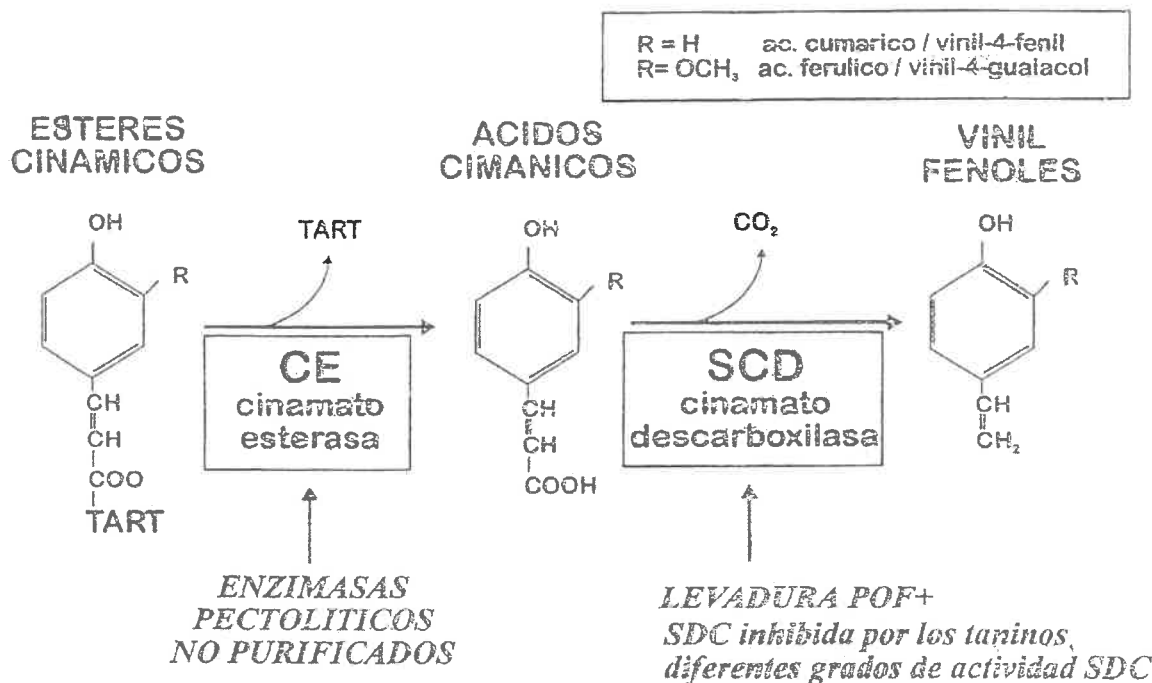 R = H ac. cumarico / vinil-4-fenil
R= OCH₃ ac. ferulico / vinil-4-guaiacol
ESTERES
CINAMICOS
ACIDOS
CIMANICOS
VINIL
FENOLES
OH
R
CH
CH
COO
TART
TART
CE
cinamato
esterasa
OH
R
CH
CH
COOH
CO₂
SCD
cinamato
descarboxilasa
OH
R
CH
CH₂
ENZIMASAS
PECTOLITICOS
NO PURIFICADOS
LEVADURA POF+
SDC inhibida por los taninos,
diferentes grados de actividad SDC